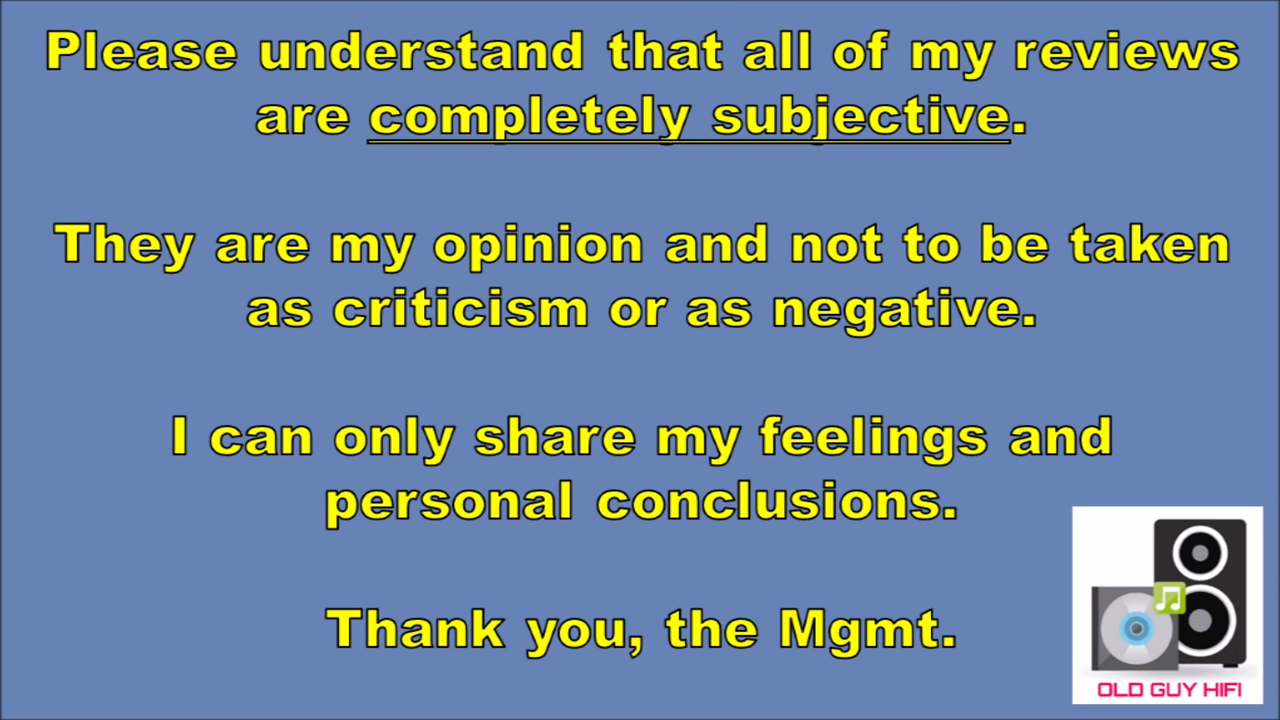 Please understand that all of my reviews
are completely subjective.
They are my opinion and not to be taken
as criticism or as negative.
I can only share my feelings and
personal conclusions.
Thank you, the Mgmt.
OLD GUY HIFI